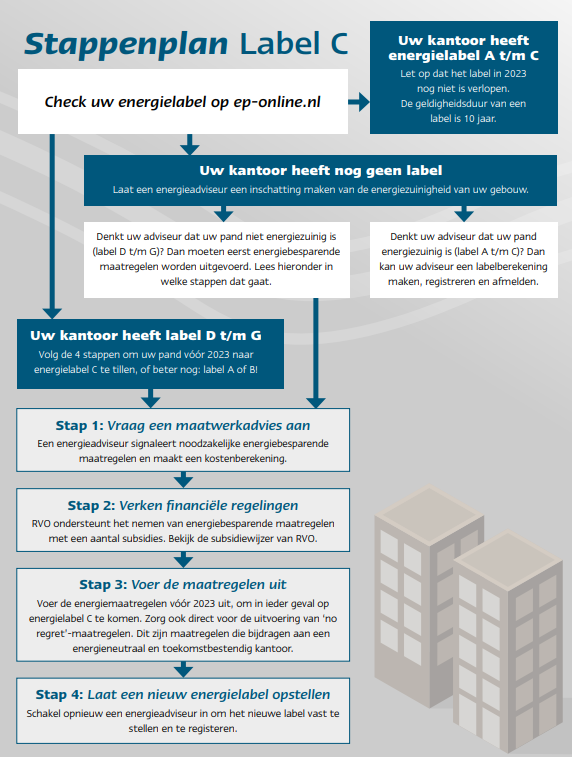 Stappenplan Label C
Check uw energielabel op ep-online.nl
Uw kantoor heeft
energielabel A t/m C
Let op dat het label in 2023
nog niet is verlopen.
De geldigheidsduur van een
label is 10 jaar.
Uw kantoor heeft nog geen label
Laat een energieadviseur een inschatting maken van de energiezuinigheid van uw gebouw.
Denkt uw adviseur dat uw pand niet energiezuinig is
(label D t/m G)? Dan moeten eerst energiebesparende
maatregelen worden uitgevoerd. Lees hieronder in
welke stappen dat gaat.
Denkt uw adviseur dat uw pand
energiezuinig is (label A t/m C)? Dan
kan uw adviseur een labelberekening
maken, registreren en afmelden.
Uw kantoor heeft label D t/m G
Volg de 4 stappen om uw pand vóór 2023 naar
energielabel C te tillen, of beter nog: label A of B!
Stap 1: Vraag een maatwerkadvies aan
Een energieadviseur signaleert noodzakelijke energiebesparende
maatregelen en maakt een kostenberekening.
Stap 2: Verken financiële regelingen
RVO ondersteunt het nemen van energiebesparende maatregelen
met een aantal subsidies. Bekijk de subsidiewijzer van RVO.
Stap 3: Voer de maatregelen uit
Voer de energiemaatregelen vóór 2023 uit, om in ieder geval op
energielabel C te komen. Zorg ook direct voor de uitvoering van 'no
regret'-maatregelen. Dit zijn maatregelen die bijdragen aan een
energieneutraal en toekomstbestendig kantoor.
Stap 4: Laat een nieuw energielabel opstellen
Schakel opnieuw een energieadviseur in om het nieuwe label vast te
stellen en te registeren.